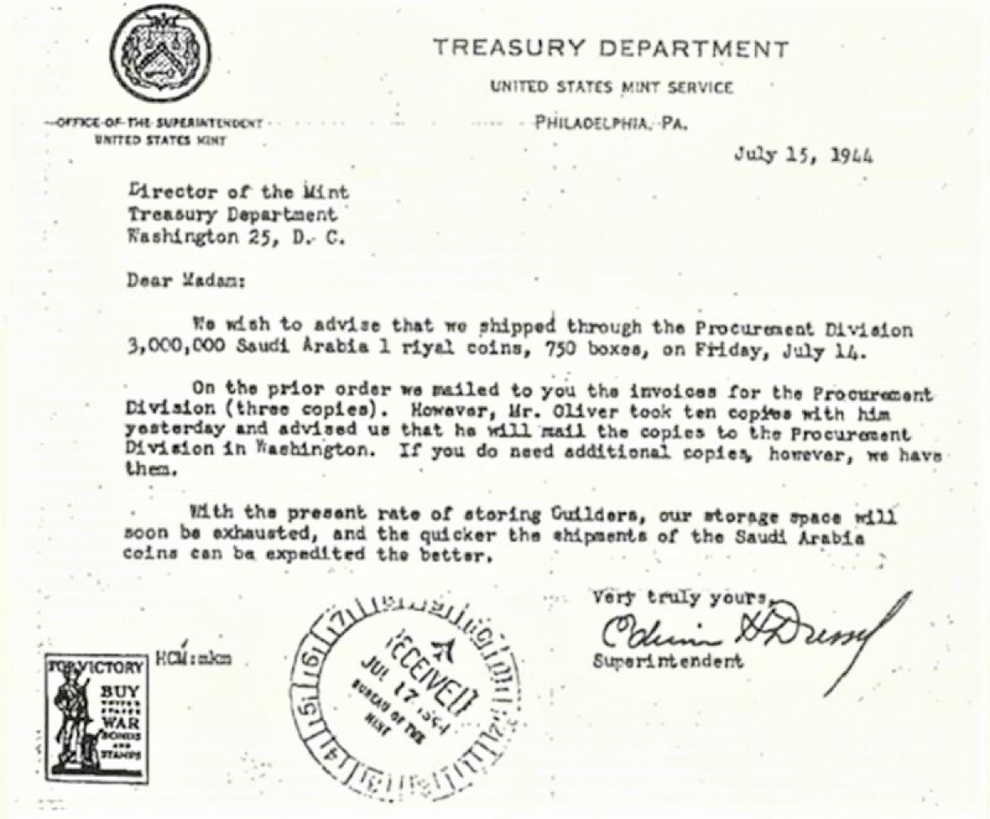 TREASURY DEPARTMENT
UNITED STATES MINT SERVICE
OFFICE OF THE SUPERINTENDENT
UNITED STATES MINT
PHILADELPHIA, PA.
July 15, 1944
Director of the Mint
Treasury Department
Washington 25, D. C.
Dear Madam:
We wish to advise that we shipped through the Procurement Division
3,000,000 Saudi Arabia 1 riyal coins, 750 boxes, on Friday, July 14.
On the prior order we mailed to you the invoices for the Procurement
Division (three copies). However, Mr. Oliver took ten copies with him
yesterday and advised us that he will mail the copies to the Procurement
Division in Washington. If you do need additional copies, however, we have
them.
With the present rate of storing Guilders, our storage space will
soon be exhausted, and the quicker the shipments of the Saudi Arabia
coins can be expedited the better.
Very truly yours,
Edwin H Dressel
Superintendent
HCM:mkm
FOR VICTORY
BUY
UNITED
STATES
WAR
BONDS
AND
STAMPS
RECEIVED
JUL 17 1944
BUREAU OF THE
MINT